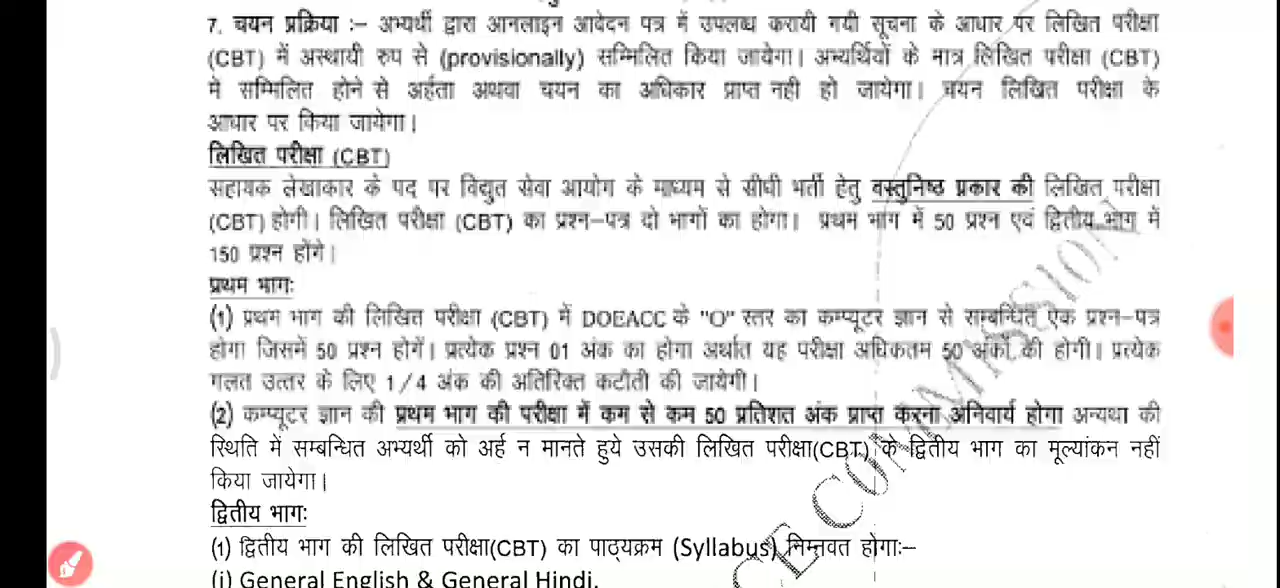 7. चयन प्रक्रिया :- अभ्यर्थी द्वारा आनलाइन आवेदन पत्र में उपलब्ध करायी गयी सूचना के आधार पर लिखित परीक्षा
(CBT) में अस्थायी रुप से (provisionally) सम्मिलित किया जायेगा। अभ्यर्थियों के मात्र लिखित परीक्षा (CBT)
मे सम्मिलित होने से अर्हता अथवा चयन का अधिकार प्राप्त नही हो जायेगा। चयन लिखित परीक्षा के
आधार पर किया जायेगा।
लिखित परीक्षा (CBT)
सहायक लेखाकार के पद पर विद्युत सेवा आयोग के माध्यम से सीधी भर्ती हेतु वस्तुनिष्ठ प्रकार की लिखित परीक्षा
(CBT) होगी। लिखित परीक्षा (CBT) का प्रश्न-पत्र दो भागों का होगा। प्रथम भाग में 50 प्रश्न एवं द्वितीय भाग में
150 प्रश्न होंगे।
प्रथम भागः
(1) प्रथम भाग की लिखित परीक्षा (CBT) में DOEACC के "O" स्तर का कम्प्यूटर ज्ञान से सम्बन्धित ऐक प्रश्न-पत्र
होगा जिसमें 50 प्रश्न होगें। प्रत्येक प्रश्न 01 अंक का होगा अर्थात यह परीक्षा अधिकतम 50 अंकों की होगी। प्रत्येक
गलत उत्तर के लिए 1/4 अंक की अतिरिक्त कटौती की जायेगी।
(2) कम्प्यूटर ज्ञान की प्रथम भाग की परीक्षा में कम से कम 50 प्रतिशत अंक प्राप्त करना अनिवार्य होगा अन्यथा की
स्थिति में सम्बन्धित अभ्यर्थी को अर्ह न मानते हुये उसकी लिखित परीक्षा(CBT) के द्वितीय भाग का मूल्यांकन नहीं
किया जायेगा।
द्वितीय भागः
(1) द्वितीय भाग की लिखित परीक्षा(CBT) का पाठ्यक्रम (Syllabus) निम्नवत होगाः-
(i) General English & General Hindi.
CE COMMISSION